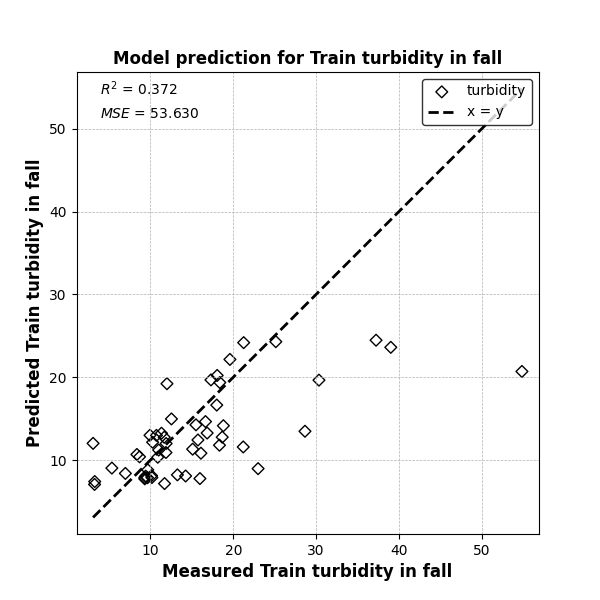 Model prediction for Train turbidity in fall
R² = 0.372
MSE = 53.630
turbidity
x = y
Predicted Train turbidity in fall
50
40
30
20
10
10 20 30 40 50
Measured Train turbidity in fall